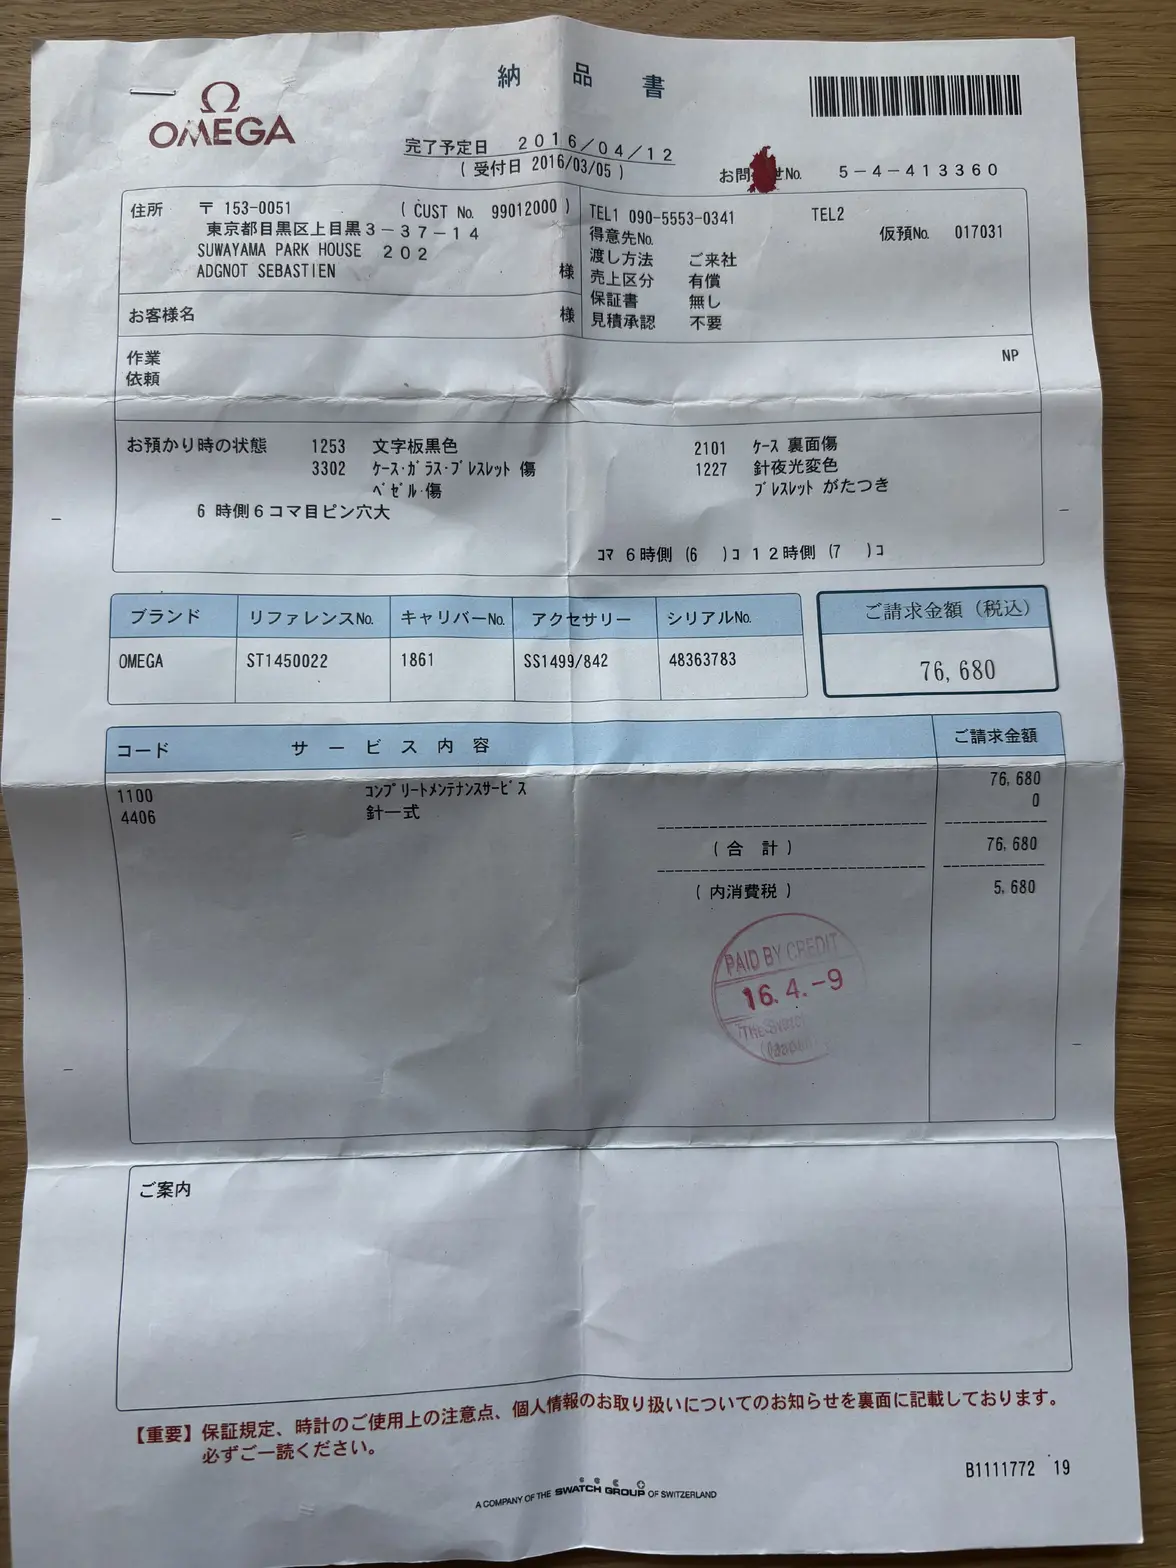 納品書
Ω
OMEGA
完了予定日 2016/04/12
(受付日 2016/03/05)
お問 せNo. 5-4-413360
住所 〒153-0051 (CUST No. 99012000)
東京都目黒区上目黒3-37-14
SUWAYAMA PARK HOUSE 202
ADGNOT SEBASTIEN 様
お客様名 様
TEL1 090-5553-0341 TEL2
得意先No. 仮預No. 017031
渡し方法 ご来社
売上区分 有償
保証書 無し
見積承認 不要
作業
依頼
NP
お預かり時の状態 1253 文字板黒色 2101 ケース 裏面傷
3302 ケース・ガラス・ブレスレット 傷 1227 針夜光変色
ベゼル・傷 ブレスレット がたつき
6時側6コマ目ピン穴大
コマ 6時側 (6 )コ 12時側 (7 )コ
ブランド リファレンスNo. キャリバーNo. アクセサリー シリアルNo.
OMEGA ST1450022 1861 SS1499/842 48363783
ご請求金額(税込)
76,680
コード サービス内容 ご請求金額
1100 コンプリートメンテナンスサービス 76,680
4406 針一式 0
(合 計) 76,680
(内消費税) 5,680
PAID BY CREDIT
16.4.-9
ご案内
【重要】保証規定、時計のご使用上の注意点、個人情報のお取り扱いについてのお知らせを裏面に記載しております。
必ずご一読ください。
B1111772 19
A COMPANY OF THE SWATCH GROUP OF SWITZERLAND